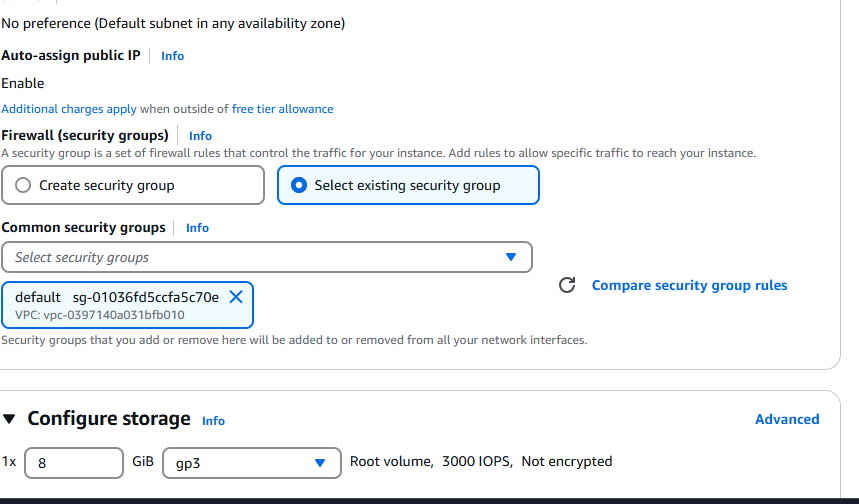 No preference (Default subnet in any availability zone)
Auto-assign public IP Info
Enable
Additional charges apply when outside of free tier allowance
Firewall (security groups) Info
A security group is a set of firewall rules that control the traffic for your instance. Add rules to allow specific traffic to reach your instance.
Create security group Select existing security group
Common security groups Info
Select security groups
Compare security group rules
default sg-01036fd5ccfa5c70e
VPC: vpc-0397140a031bfb010
Security groups that you add or remove here will be added to or removed from all your network interfaces.
Configure storage Info Advanced
1x 8 GiB gp3 Root volume, 3000 IOPS, Not encrypted